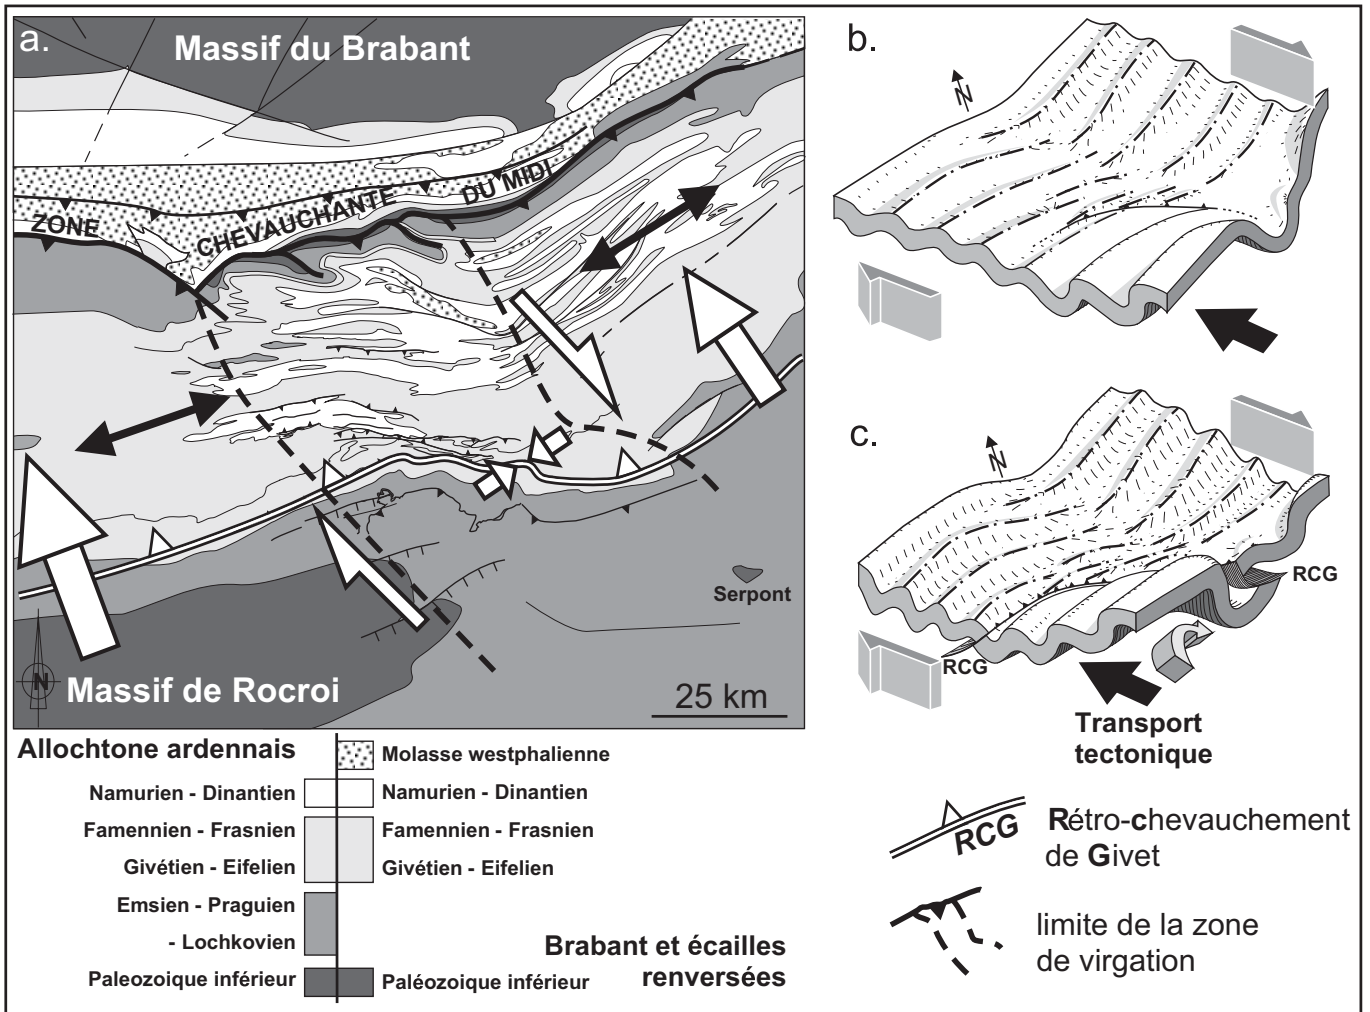 a.
Massif du Brabant
ZONE CHEVAUCHANTE DU MIDI
Serpont
N
Massif de Rocroi
25 km
b.
N
c.
N
RCG
RCG
Transport
tectonique
Allochtone ardennais
Molasse westphalienne
Namurien - Dinantien
Namurien - Dinantien
Famennien - Frasnien
Famennien - Frasnien
Givétien - Eifelien
Givétien - Eifelien
Emsien - Praguien
- Lochkovien
Brabant et écailles
renversées
Paleozoique inférieur
Paléozoique inférieur
RCG
Rétro-chevauchement
de Givet
limite de la zone
de virgation